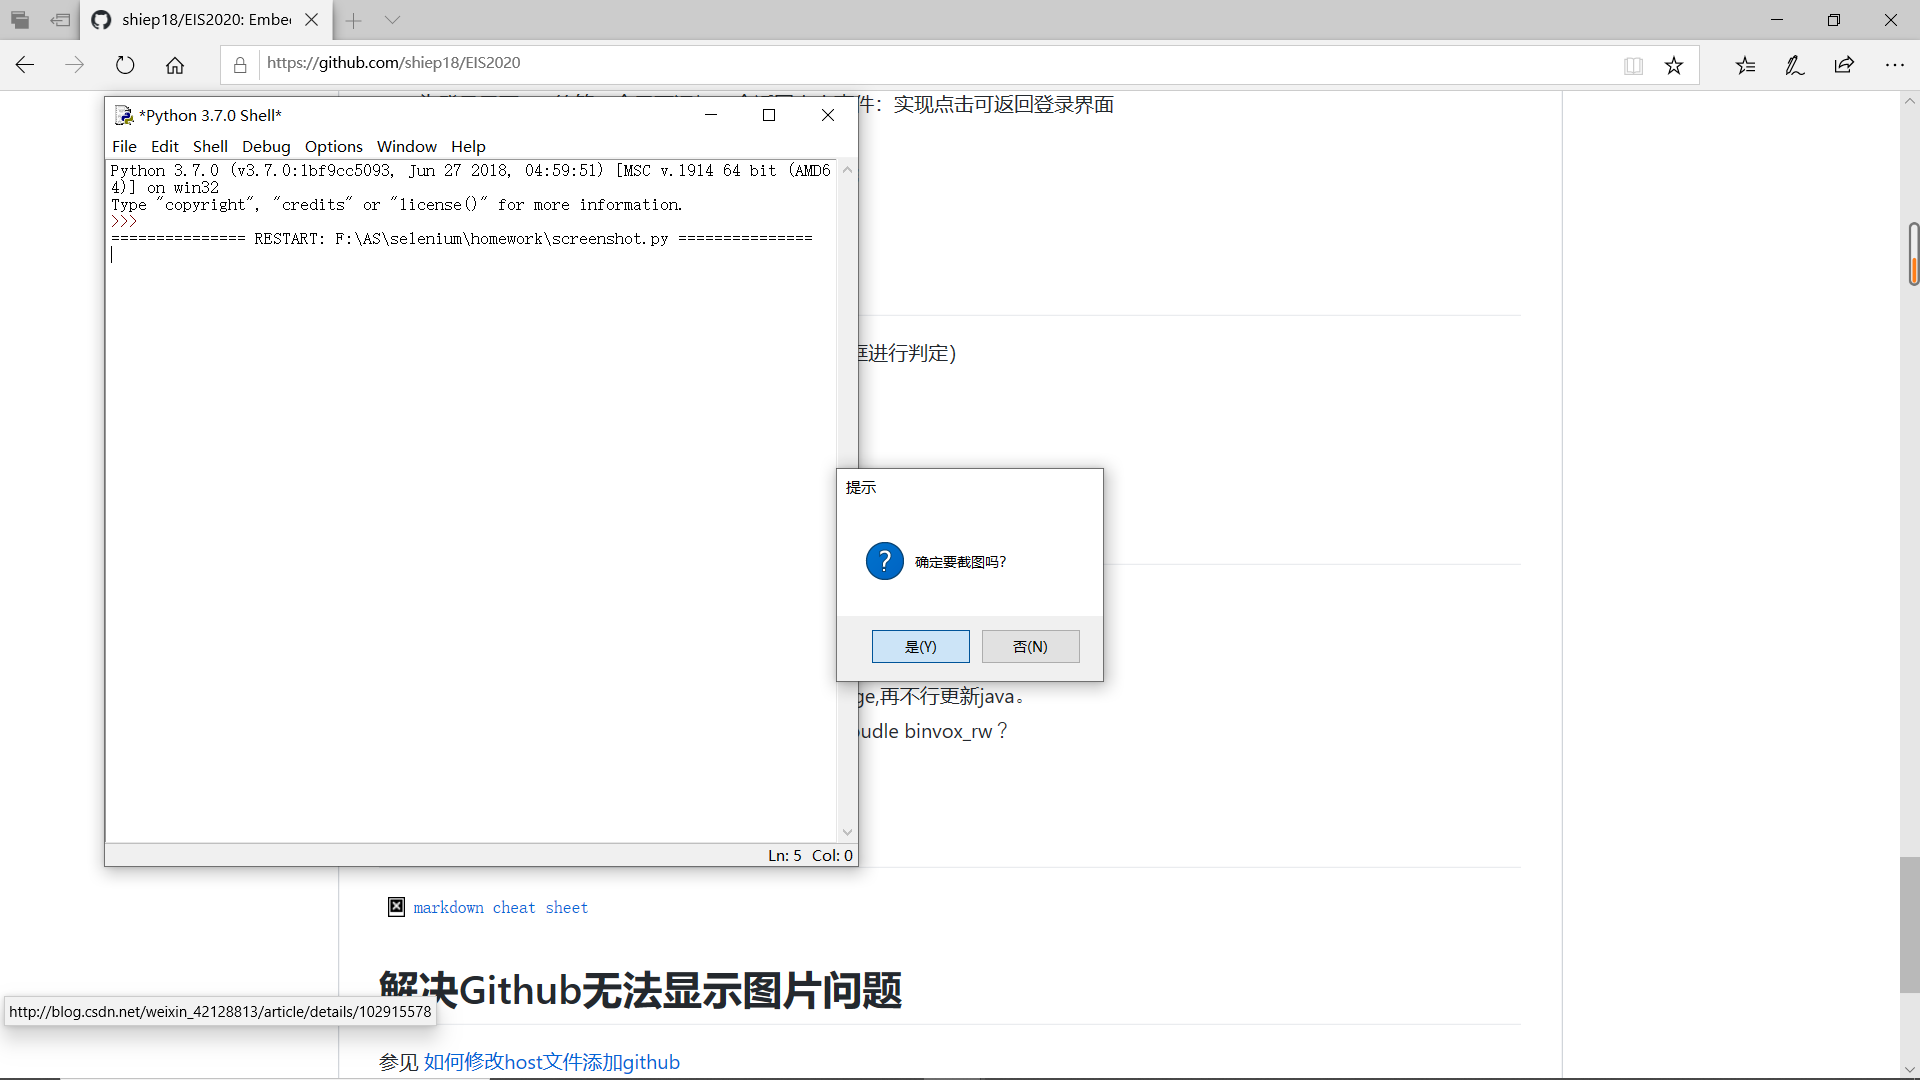 shiep18/EIS2020: Embe
https://github.com/shiep18/EIS2020
件：实现点击可返回登录界面
*Python 3.7.0 Shell*
File Edit Shell Debug Options Window Help
Python 3.7.0 (v3.7.0:1bf9cc5093, Jun 27 2018, 04:59:51) [MSC v.1914 64 bit (AMD6
4)] on win32
Type "copyright", "credits" or "license()" for more information.
>>>
=============== RESTART: F:\AS\selenium\homework\screenshot.py ===============
框进行判定)
提示
确定要截图吗?
是(Y)
否(N)
ge,再不行更新java。
oudle binvox_rw？
Ln: 5 Col: 0
markdown cheat sheet
解决Github无法显示图片问题
http://blog.csdn.net/weixin_42128813/article/details/102915578
参见 如何修改host文件添加github